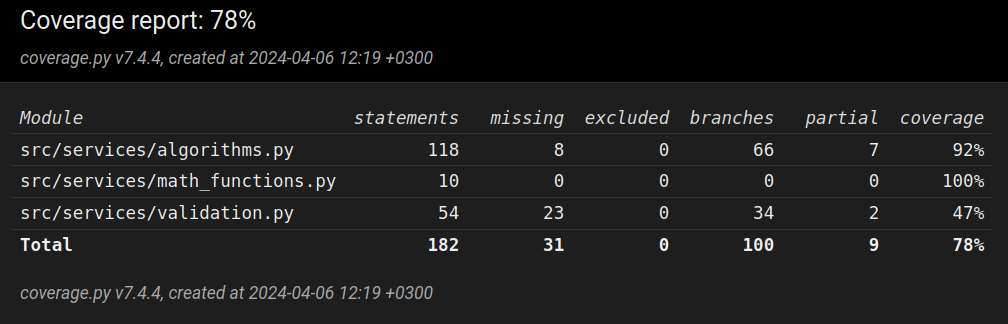 Coverage report: 78%
coverage.py v7.4.4, created at 2024-04-06 12:19 +0300
Module statements missing excluded branches partial coverage
src/services/algorithms.py 118 8 0 66 7 92%
src/services/math_functions.py 10 0 0 0 0 100%
src/services/validation.py 54 23 0 34 2 47%
Total 182 31 0 100 9 78%
coverage.py v7.4.4, created at 2024-04-06 12:19 +0300